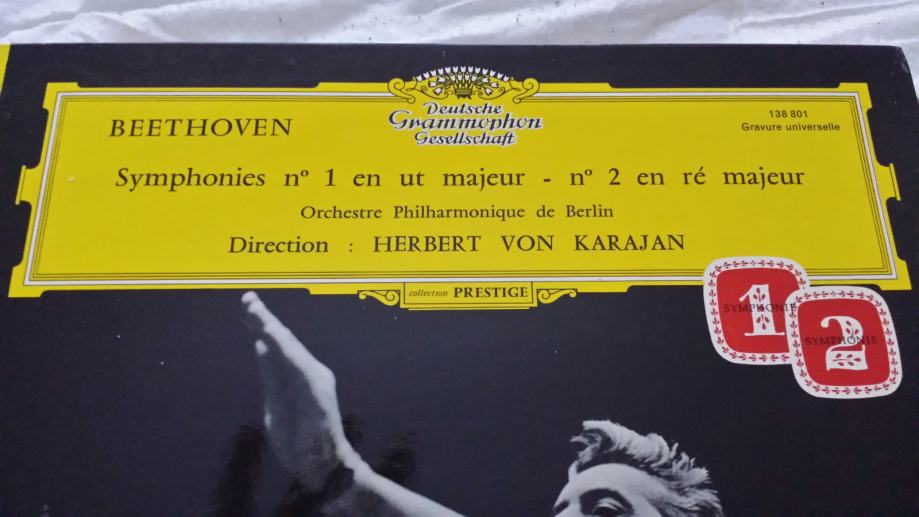 Deutsche
Grammophon
Gesellschaft
BEETHOVEN
138 801
Gravure universelle
Symphonies nº 1 en ut majeur - nº 2 en ré majeur
Orchestre Philharmonique de Berlin
Direction : HERBERT VON KARAJAN
collection PRESTIGE
SYMPHONIE
1
SYMPHONIE
2